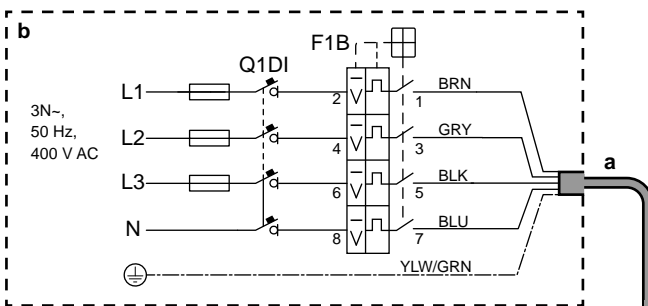 b
F1B
Q1DI
3N~,
50 Hz,
400 V AC
L1
2
1
BRN
L2
4
3
GRY
L3
6
5
BLK
N
8
7
BLU
YLW/GRN
a